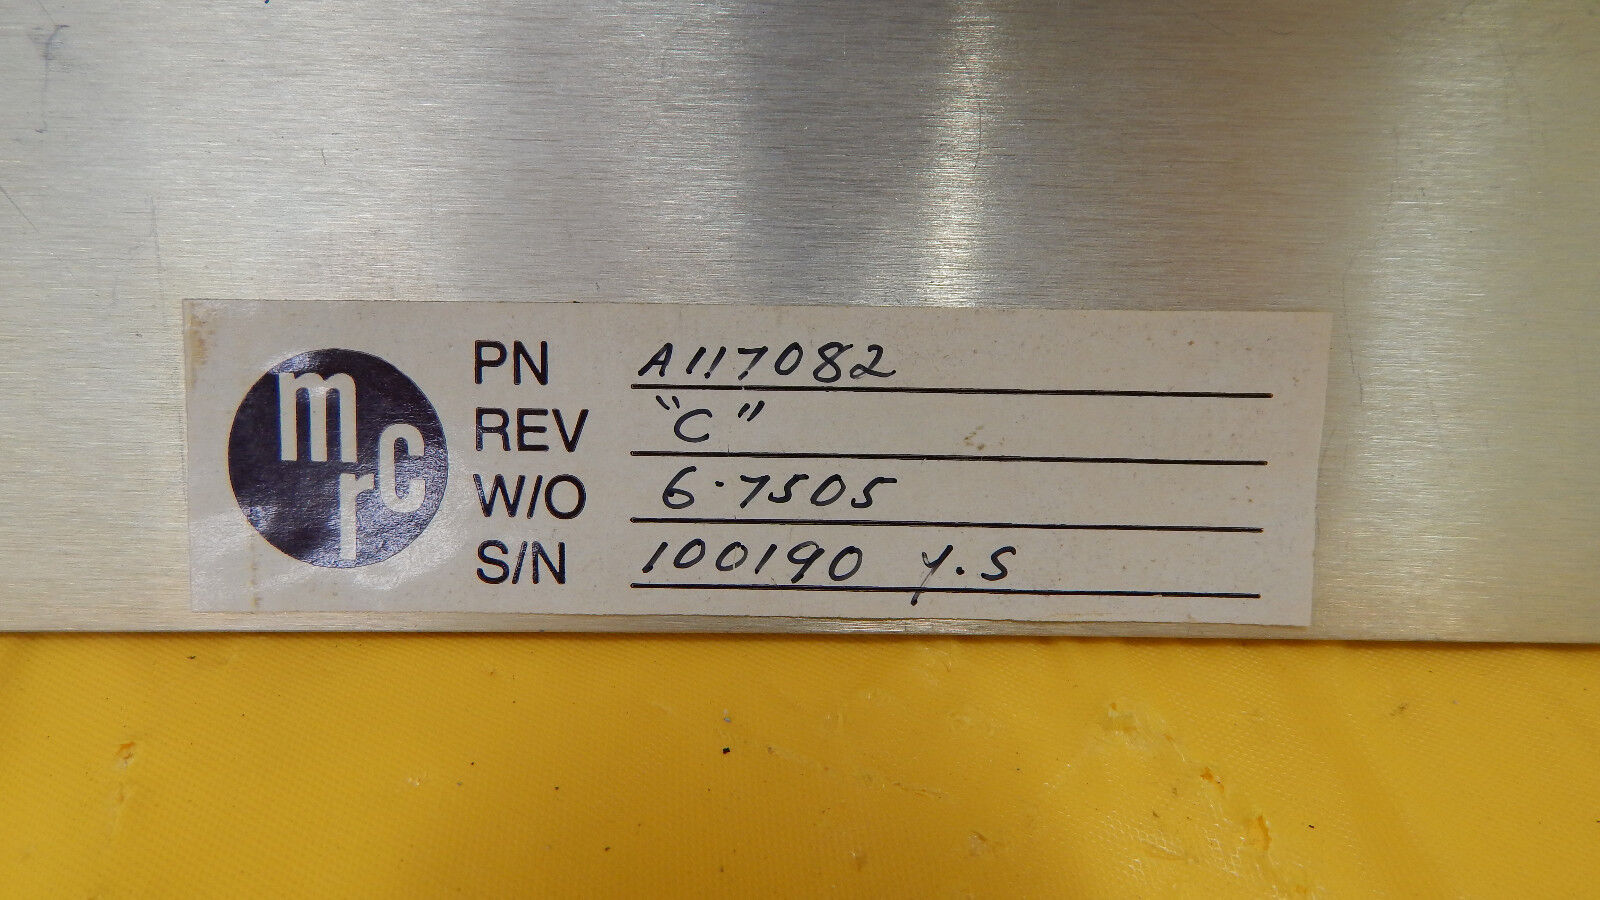 mrc
PN A117082
REV "C"
W/O 6-7505
S/N 100190 Y.S